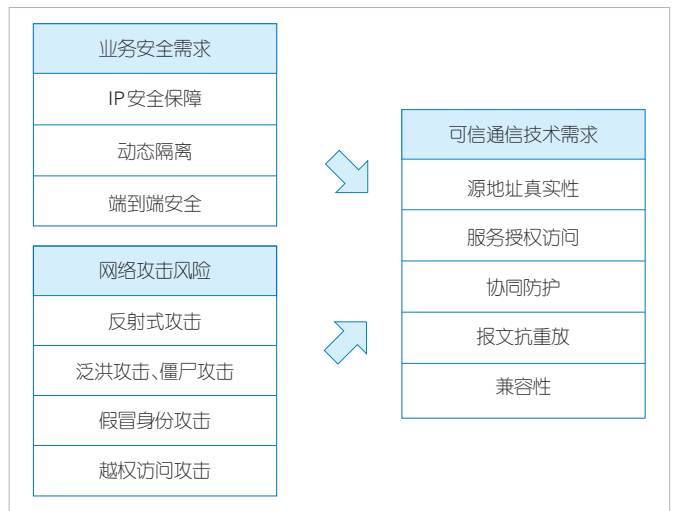 业务安全需求
IP安全保障
动态隔离
端到端安全
网络攻击风险
反射式攻击
泛洪攻击、僵尸攻击
假冒身份攻击
越权访问攻击
可信通信技术需求
源地址真实性
服务授权访问
协同防护
报文抗重放
兼容性